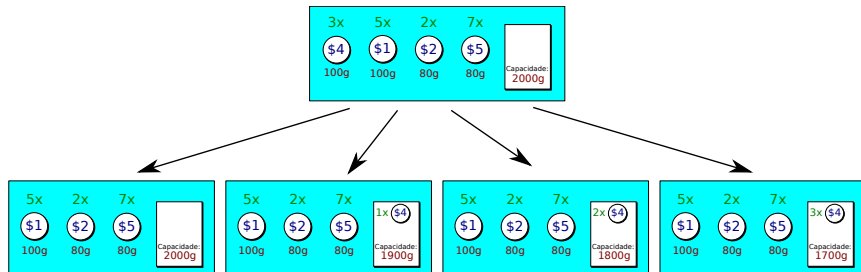 3x 5x 2x 7x
$4 $1 $2 $5
100g 100g 80g 80g
Capacidade:
2000g
5x 2x 7x
$1 $2 $5
100g 80g 80g
Capacidade:
2000g
5x 2x 7x
1x $4
$1 $2 $5
100g 80g 80g
Capacidade:
1900g
5x 2x 7x
2x $4
$1 $2 $5
100g 80g 80g
Capacidade:
1800g
5x 2x 7x
3x $4
$1 $2 $5
100g 80g 80g
Capacidade:
1700g